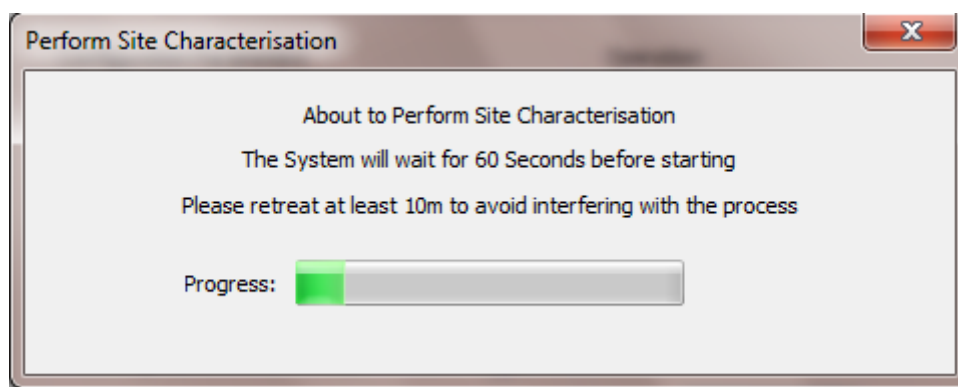 Perform Site Characterisation
About to Perform Site Characterisation
The System will wait for 60 Seconds before starting
Please retreat at least 10m to avoid interfering with the process
Progress: